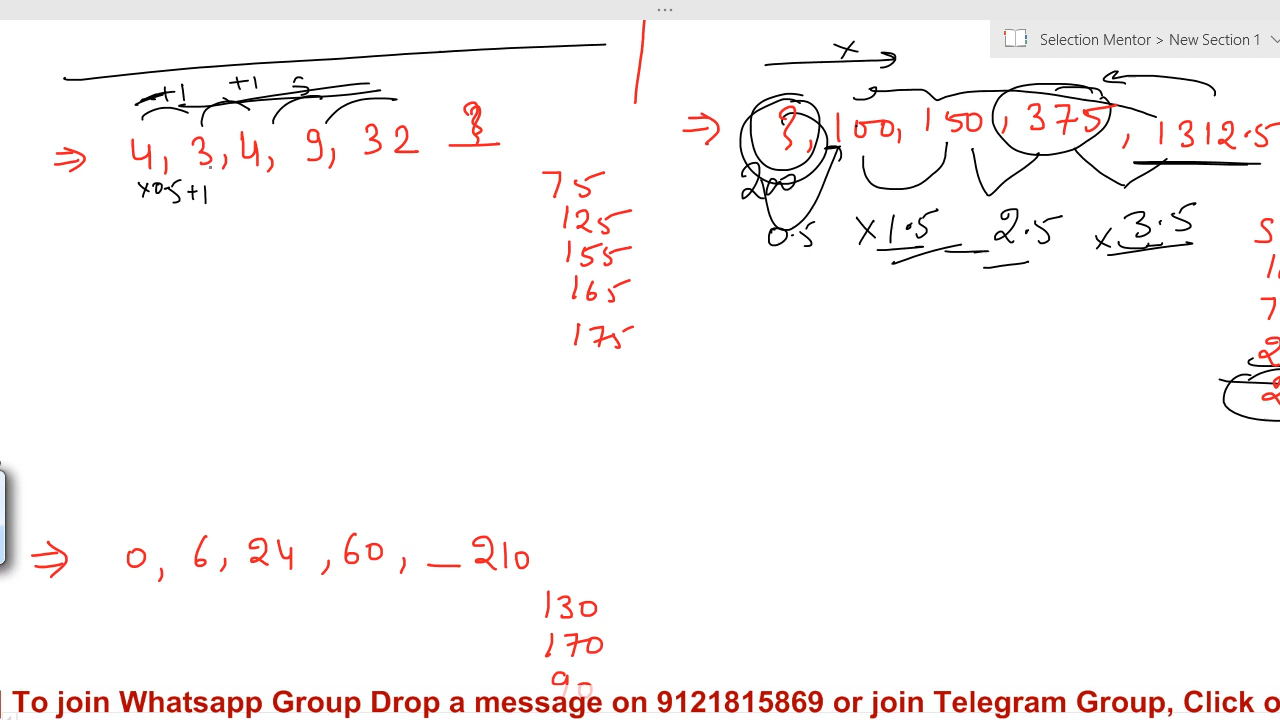 Selection Mentor > New Section 1
+1 +1 5
⇒ 4, 3, 4, 9, 32 ?
×0.5+1
75
125
155
165
175
×
⇒ ?, 100, 150, 375, 1312.5
200
0.5 ×1.5 2.5 ×3.5
⇒ 0, 6, 24, 60, _ 210
130
170
90
To join Whatsapp Group Drop a message on 9121815869 or join Telegram Group, Click o